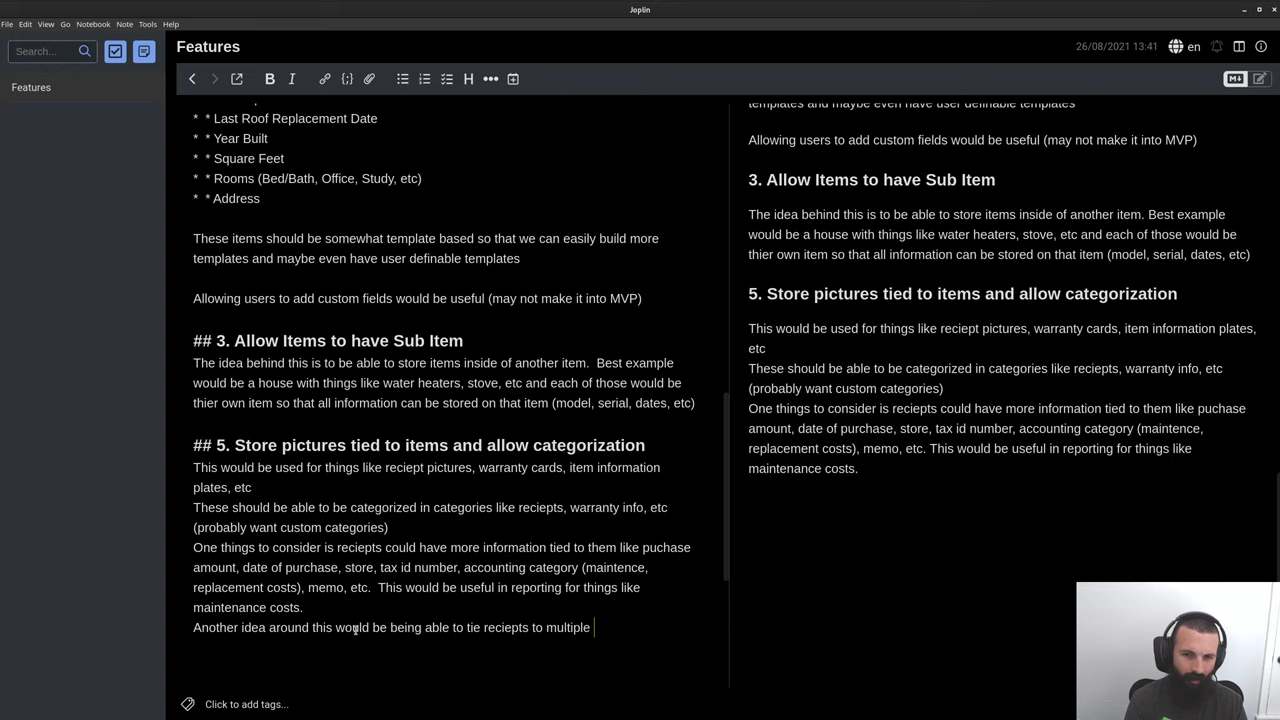 Joplin
File Edit View Go Notebook Note Tools Help
Search...
Features
Features
26/08/2021 13:41
en
B I H
M
* * Last Roof Replacement Date
* * Year Built
* * Square Feet
* * Rooms (Bed/Bath, Office, Study, etc)
* * Address
These items should be somewhat template based so that we can easily build more
templates and maybe even have user definable templates
Allowing users to add custom fields would be useful (may not make it into MVP)
## 3. Allow Items to have Sub Item
The idea behind this is to be able to store items inside of another item.  Best example
would be a house with things like water heaters, stove, etc and each of those would be
thier own item so that all information can be stored on that item (model, serial, dates, etc)
## 5. Store pictures tied to items and allow categorization
This would be used for things like reciept pictures, warranty cards, item information
plates, etc
These should be able to be categorized in categories like reciepts, warranty info, etc
(probably want custom categories)
One things to consider is reciepts could have more information tied to them like puchase
amount, date of purchase, store, tax id number, accounting category (maintence,
replacement costs), memo, etc.  This would be useful in reporting for things like
maintenance costs.
Another idea around this would be being able to tie reciepts to multiple
templates and maybe even have user definable templates
Allowing users to add custom fields would be useful (may not make it into MVP)
3. Allow Items to have Sub Item
The idea behind this is to be able to store items inside of another item. Best example
would be a house with things like water heaters, stove, etc and each of those would be
thier own item so that all information can be stored on that item (model, serial, dates, etc)
5. Store pictures tied to items and allow categorization
This would be used for things like reciept pictures, warranty cards, item information plates,
etc
These should be able to be categorized in categories like reciepts, warranty info, etc
(probably want custom categories)
One things to consider is reciepts could have more information tied to them like puchase
amount, date of purchase, store, tax id number, accounting category (maintence,
replacement costs), memo, etc. This would be useful in reporting for things like
maintenance costs.
Click to add tags...